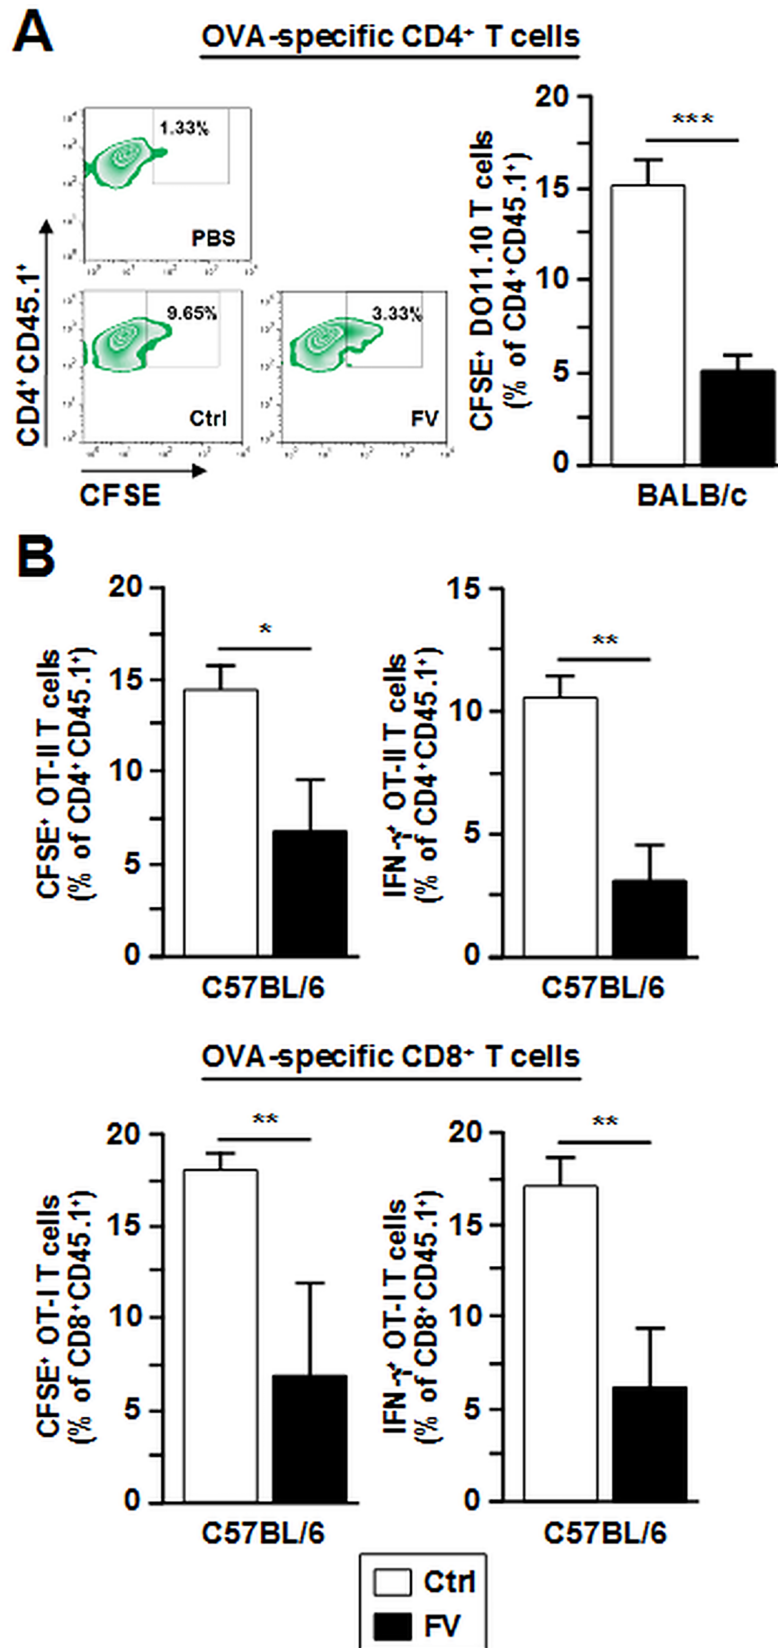 A
OVA-specific CD4⁺ T cells
1.33%
PBS
9.65%
Ctrl
3.33%
FV
CD4⁺CD45.1⁺
CFSE
CFSE⁺ DO11.10 T cells
(% of CD4⁺CD45.1⁺)
20
15
10
5
0
***
BALB/c
B
CFSE⁺ OT-II T cells
(% of CD4⁺CD45.1⁺)
20
15
10
5
0
*
C57BL/6
IFN-γ⁺ OT-II T cells
(% of CD4⁺CD45.1⁺)
15
10
5
0
**
C57BL/6
OVA-specific CD8⁺ T cells
CFSE⁺ OT-I T cells
(% of CD8⁺CD45.1⁺)
20
15
10
5
0
**
C57BL/6
IFN-γ⁺ OT-I T cells
(% of CD8⁺CD45.1⁺)
20
15
10
5
0
**
C57BL/6
Ctrl
FV